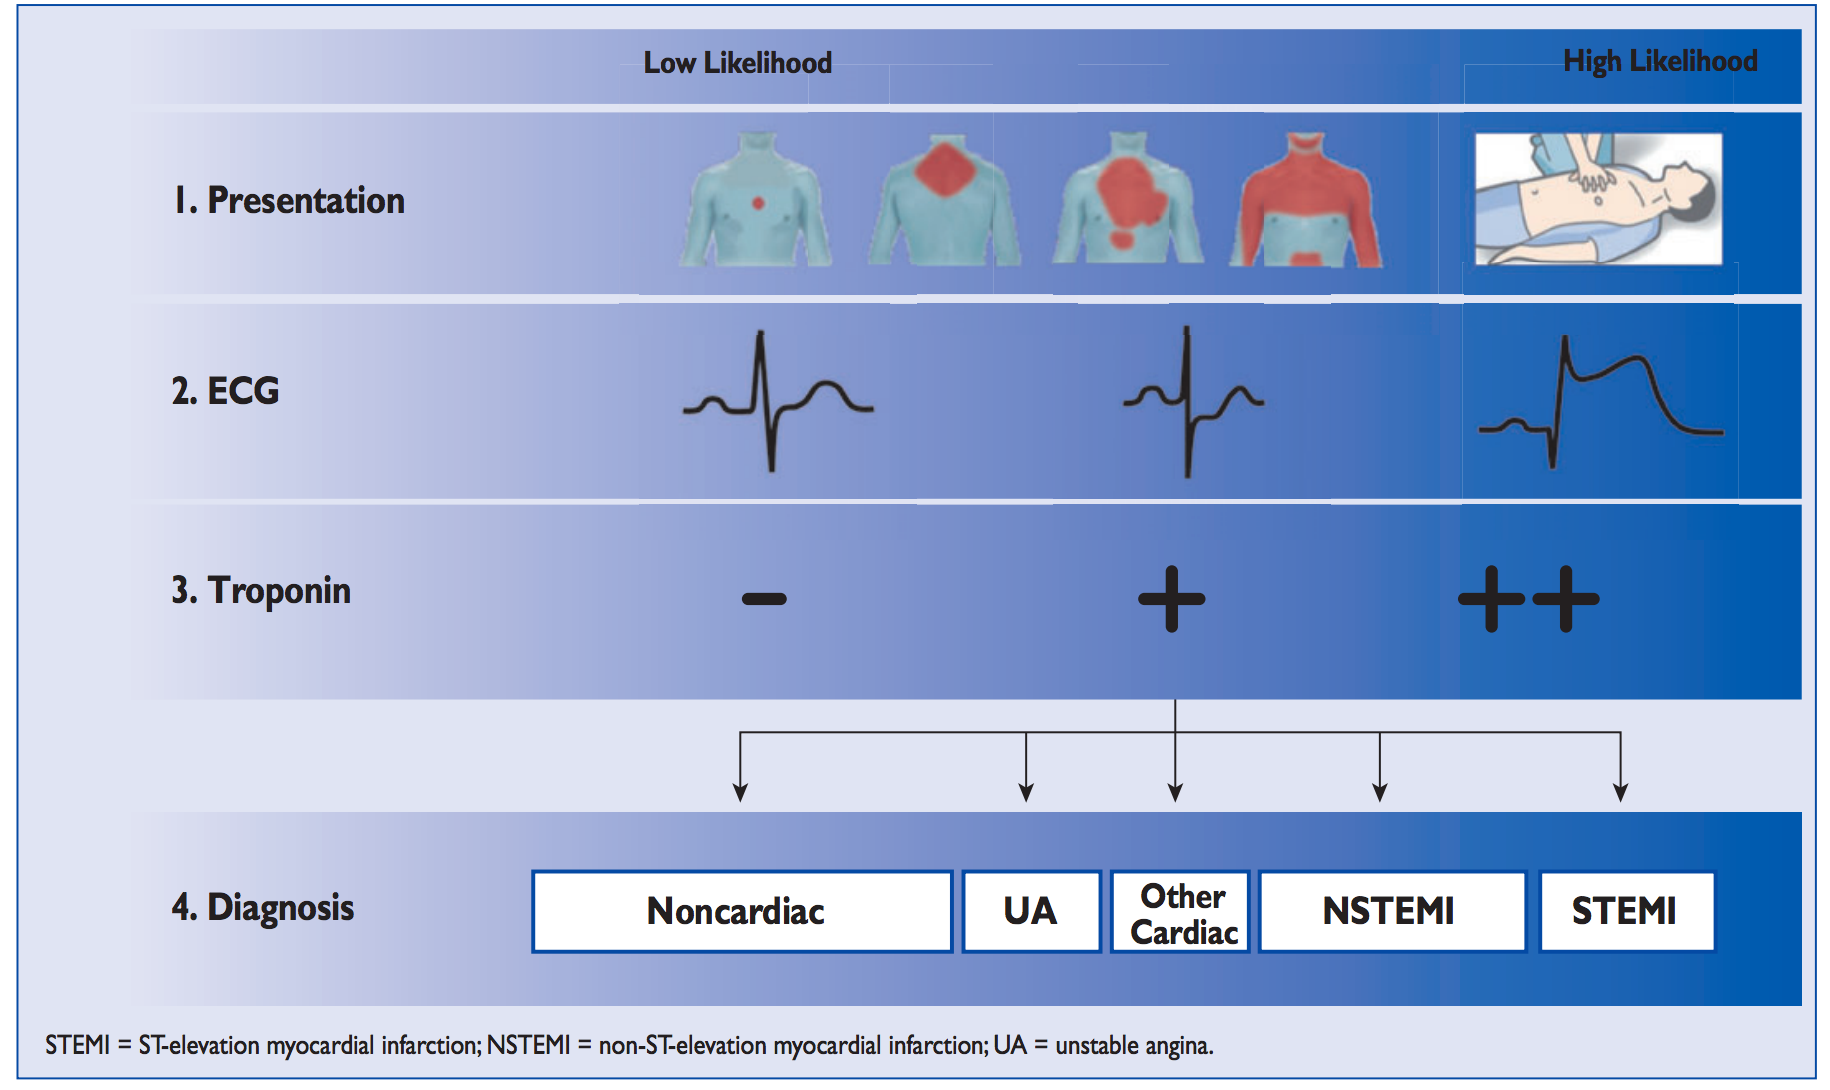 Low Likelihood
High Likelihood
1. Presentation
2. ECG
3. Troponin
−
+
++
4. Diagnosis
Noncardiac
UA
Other
Cardiac
NSTEMI
STEMI
STEMI = ST-elevation myocardial infarction; NSTEMI = non-ST-elevation myocardial infarction; UA = unstable angina.